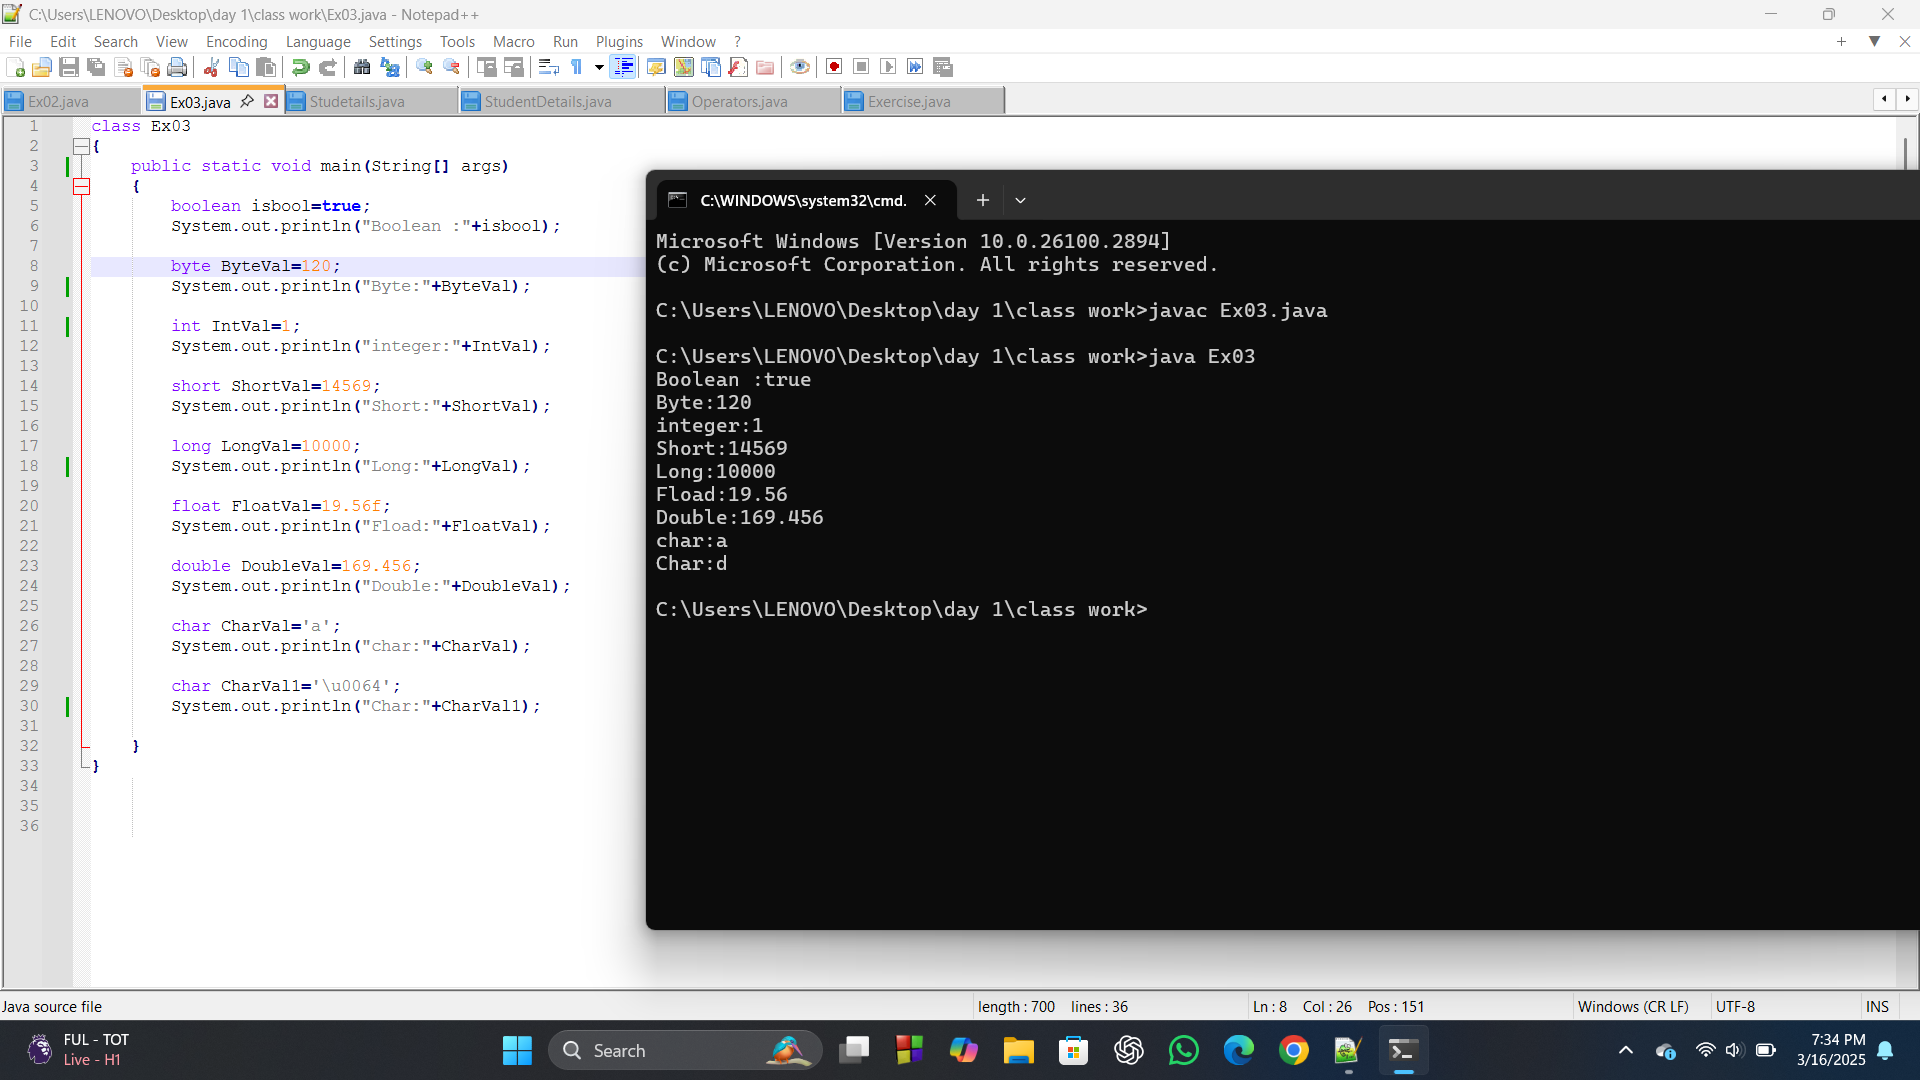 C:\Users\LENOVO\Desktop\day 1\class work\Ex03.java - Notepad++
File Edit Search View Encoding Language Settings Tools Macro Run Plugins Window ?
Ex02.java Ex03.java Studetails.java StudentDetails.java Operators.java Exercise.java
1 class Ex03
2 {
3 public static void main(String[] args)
4 {
5 boolean isbool=true;
6 System.out.println("Boolean :"+isbool);
7
8 byte ByteVal=120;
9 System.out.println("Byte:"+ByteVal);
10
11 int IntVal=1;
12 System.out.println("integer:"+IntVal);
13
14 short ShortVal=14569;
15 System.out.println("Short:"+ShortVal);
16
17 long LongVal=10000;
18 System.out.println("Long:"+LongVal);
19
20 float FloatVal=19.56f;
21 System.out.println("Fload:"+FloatVal);
22
23 double DoubleVal=169.456;
24 System.out.println("Double:"+DoubleVal);
25
26 char CharVal='a';
27 System.out.println("char:"+CharVal);
28
29 char CharVal1='\u0064';
30 System.out.println("Char:"+CharVal1);
31
32 }
33 }
34
35
36
C:\WINDOWS\system32\cmd.
Microsoft Windows [Version 10.0.26100.2894]
(c) Microsoft Corporation. All rights reserved.
C:\Users\LENOVO\Desktop\day 1\class work>javac Ex03.java
C:\Users\LENOVO\Desktop\day 1\class work>java Ex03
Boolean :true
Byte:120
integer:1
Short:14569
Long:10000
Fload:19.56
Double:169.456
char:a
Char:d
C:\Users\LENOVO\Desktop\day 1\class work>
Java source file length : 700 lines : 36 Ln : 8 Col : 26 Pos : 151 Windows (CR LF) UTF-8 INS
FUL - TOT
Live - H1
Search
7:34 PM
3/16/2025